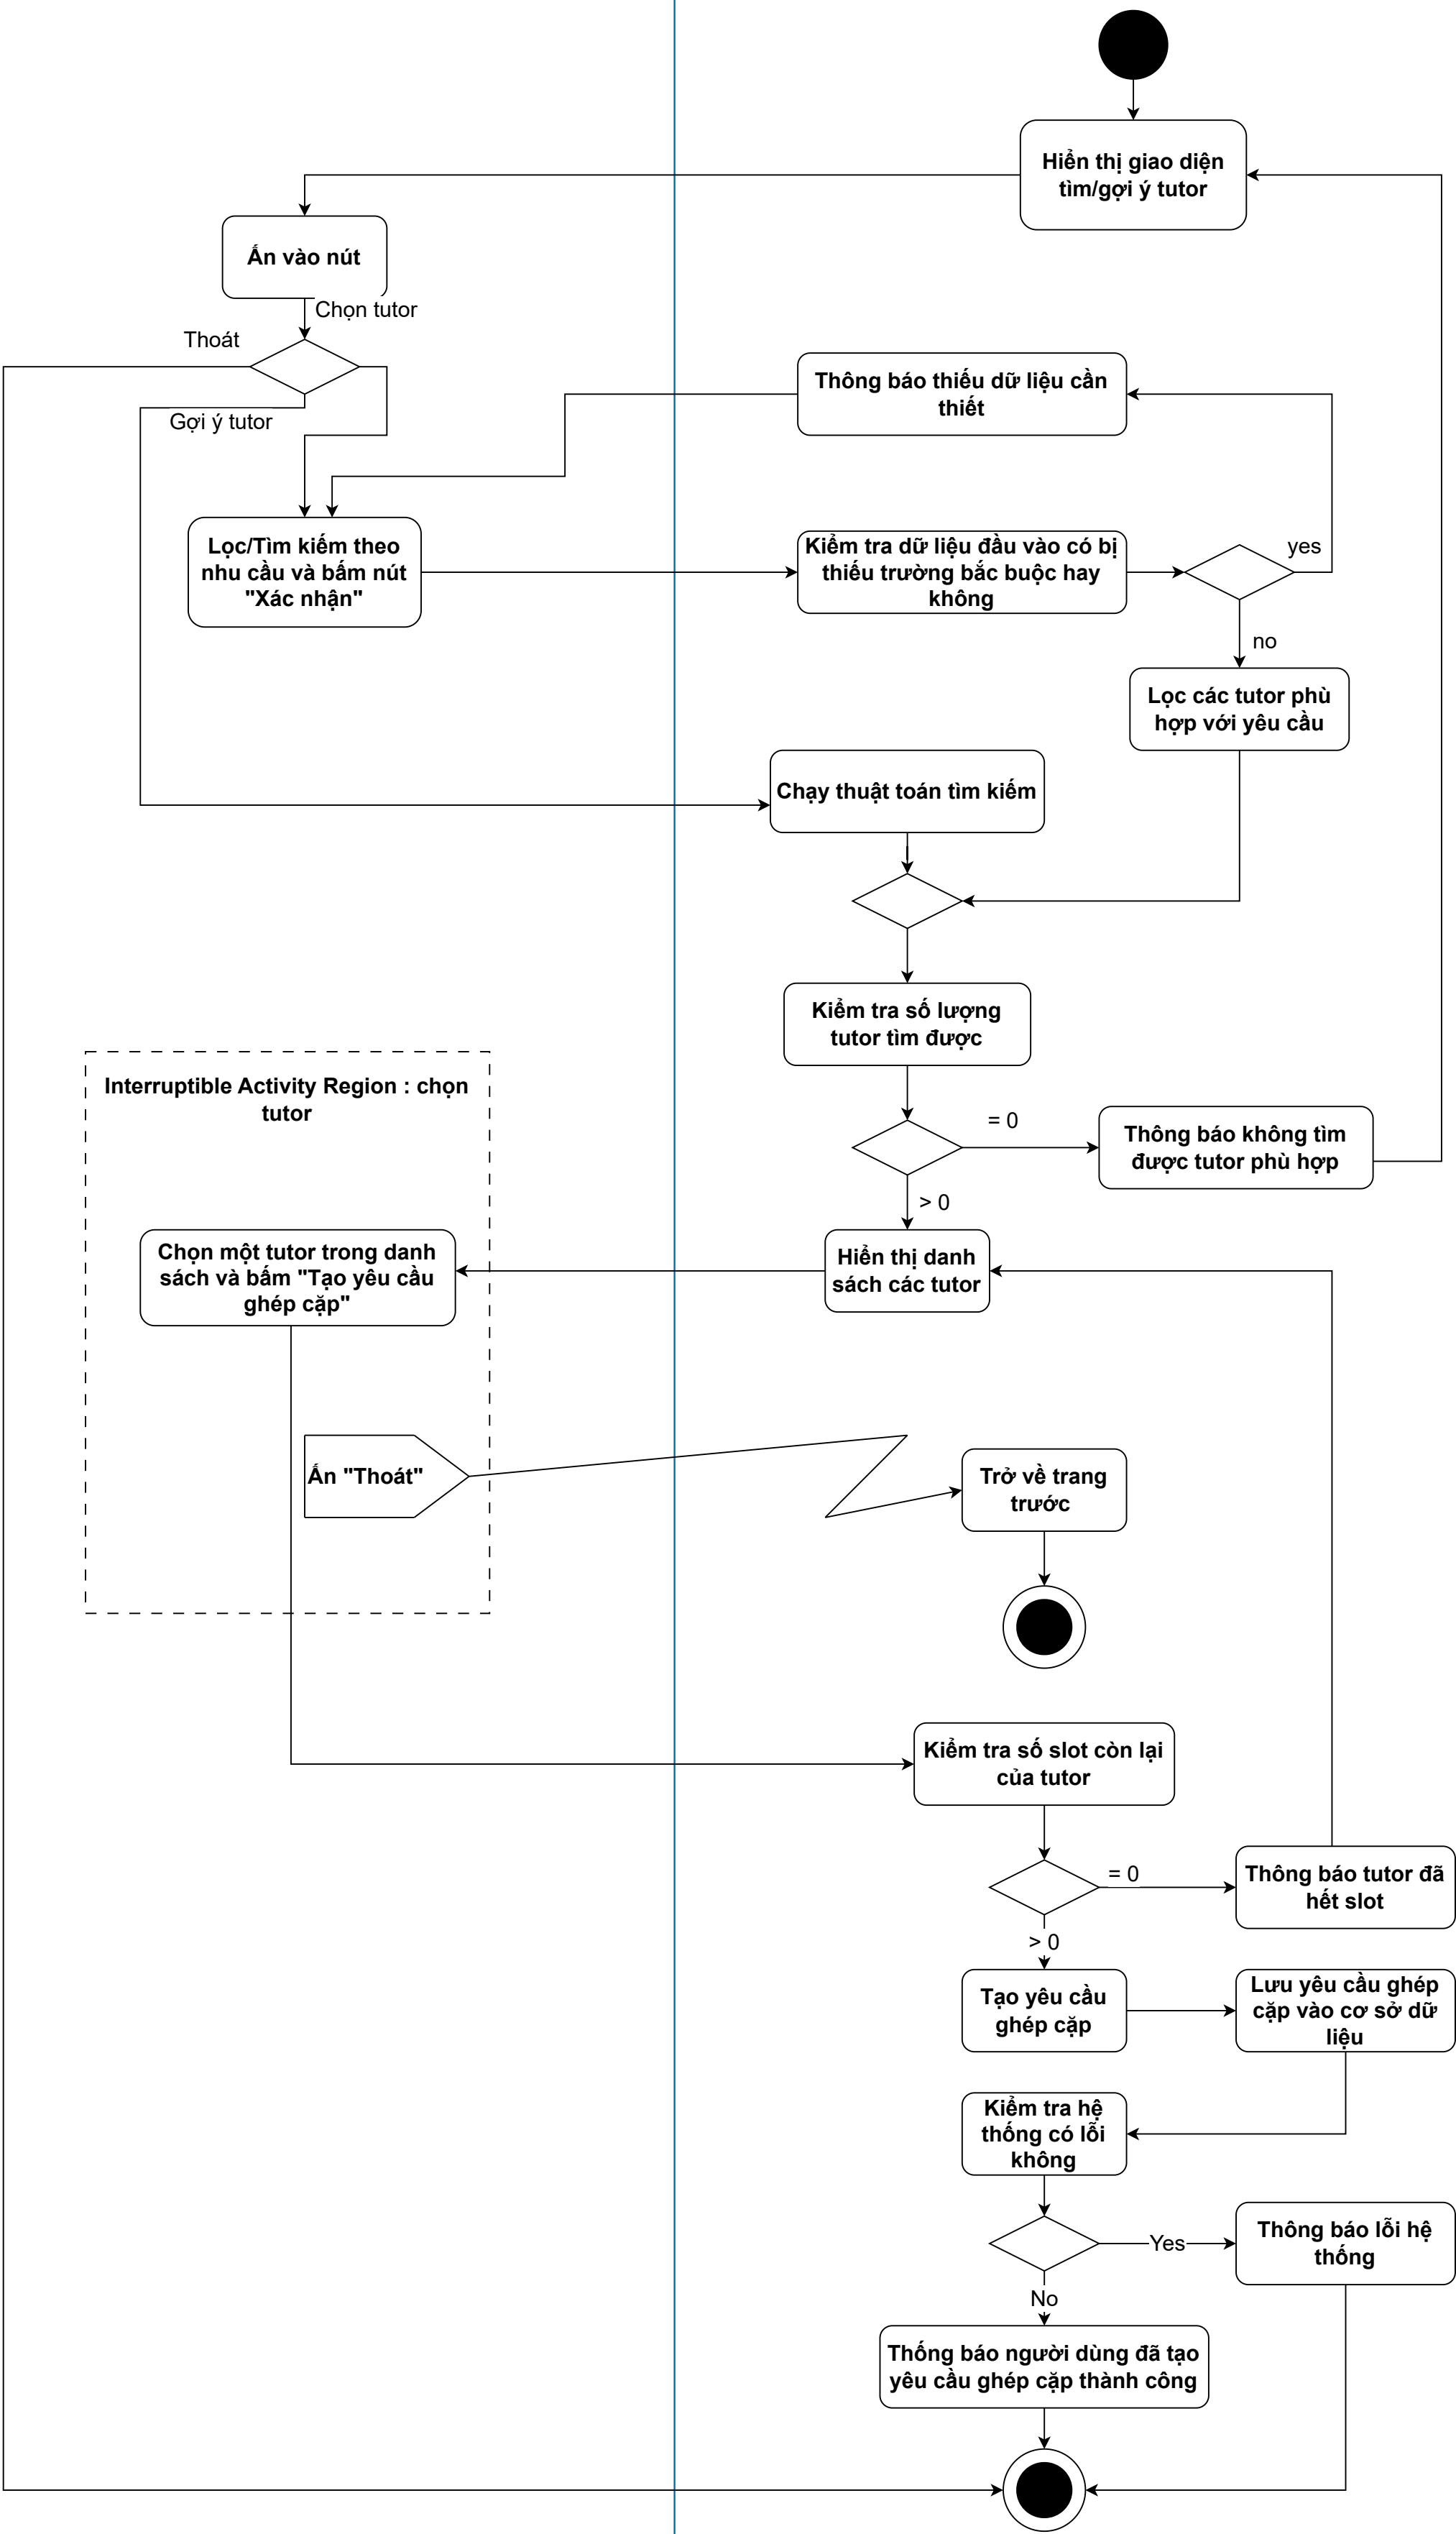 Hiển thị giao diện
tìm/gợi ý tutor
Ấn vào nút
Chọn tutor
Thoát
Gợi ý tutor
Thông báo thiếu dữ liệu cần
thiết
Lọc/Tìm kiếm theo
nhu cầu và bấm nút
"Xác nhận"
Kiểm tra dữ liệu đầu vào có bị
thiếu trường bắc buộc hay
không
yes
no
Lọc các tutor phù
hợp với yêu cầu
Chạy thuật toán tìm kiếm
Kiểm tra số lượng
tutor tìm được
Interruptible Activity Region : chọn
tutor
= 0
Thông báo không tìm
được tutor phù hợp
> 0
Chọn một tutor trong danh
sách và bấm "Tạo yêu cầu
ghép cặp"
Hiển thị danh
sách các tutor
Ấn "Thoát"
Trở về trang
trước
Kiểm tra số slot còn lại
của tutor
= 0
Thông báo tutor đã
hết slot
> 0
Tạo yêu cầu
ghép cặp
Lưu yêu cầu ghép
cặp vào cơ sở dữ
liệu
Kiểm tra hệ
thống có lỗi
không
Yes
Thông báo lỗi hệ
thống
No
Thống báo người dùng đã tạo
yêu cầu ghép cặp thành công